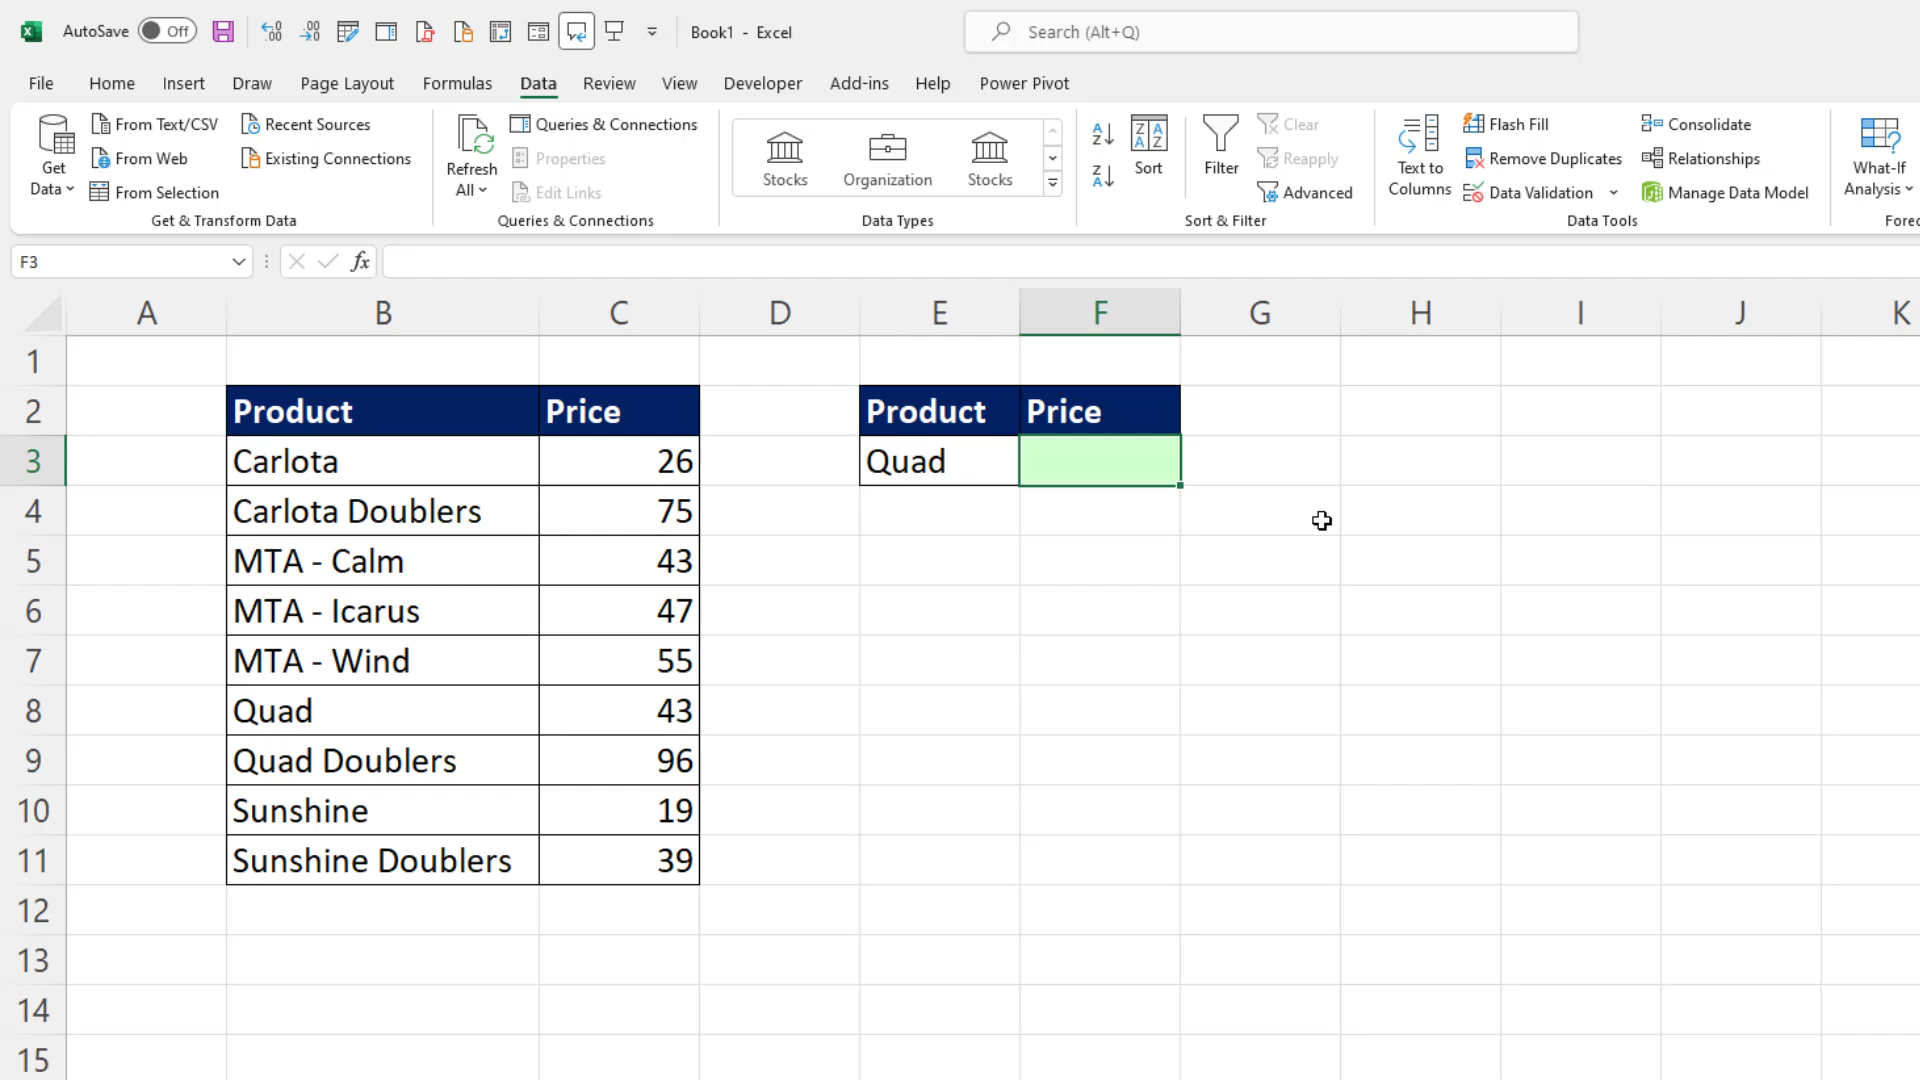 AutoSave Off Book1 - Excel Search (Alt+Q)
File Home Insert Draw Page Layout Formulas Data Review View Developer Add-ins Help Power Pivot
Get Data
From Text/CSV
From Web
From Selection
Recent Sources
Existing Connections
Get & Transform Data
Refresh All
Queries & Connections
Properties
Edit Links
Queries & Connections
Stocks Organization Stocks
Data Types
Sort
Filter
Clear
Reapply
Advanced
Sort & Filter
Text to Columns
Flash Fill
Remove Duplicates
Data Validation
Consolidate
Relationships
Manage Data Model
Data Tools
What-If Analysis
Forec
F3 fx
A B C D E F G H I J K
1
2 Product Price Product Price
3 Carlota 26 Quad
4 Carlota Doublers 75
5 MTA - Calm 43
6 MTA - Icarus 47
7 MTA - Wind 55
8 Quad 43
9 Quad Doublers 96
10 Sunshine 19
11 Sunshine Doublers 39
12
13
14
15